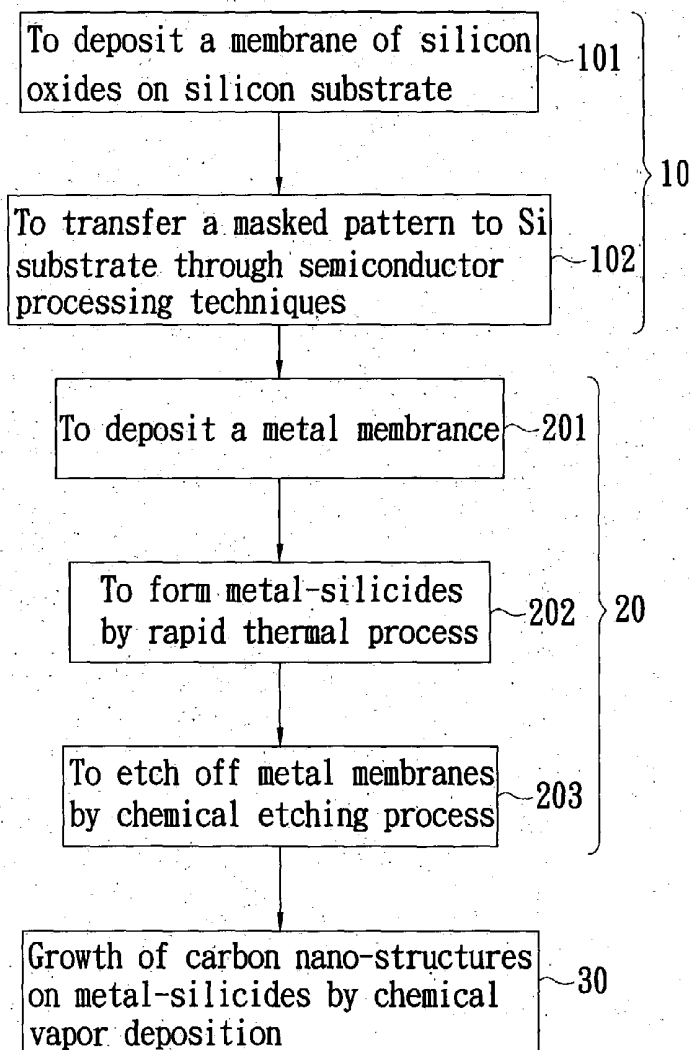 To deposit a membrane of silicon
oxides on silicon substrate
101
10
To transfer a masked pattern to Si
substrate through semiconductor
processing techniques
102
To deposit a metal membrance
201
To form metal-silicides
by rapid thermal process
202
20
To etch off metal membranes
by chemical etching process
203
Growth of carbon nano-structures
on metal-silicides by chemical
vapor deposition
30